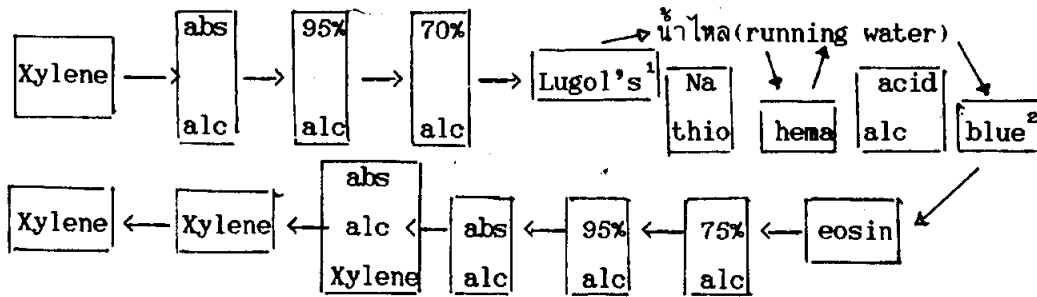 น้ำไหล(running water)
Xylene
abs
alc
95%
alc
70%
alc
Lugol's¹
Na
thio
hema
acid
alc
blue²
Xylene
Xylene
abs
alc
Xylene
abs
alc
95%
alc
75%
alc
eosin